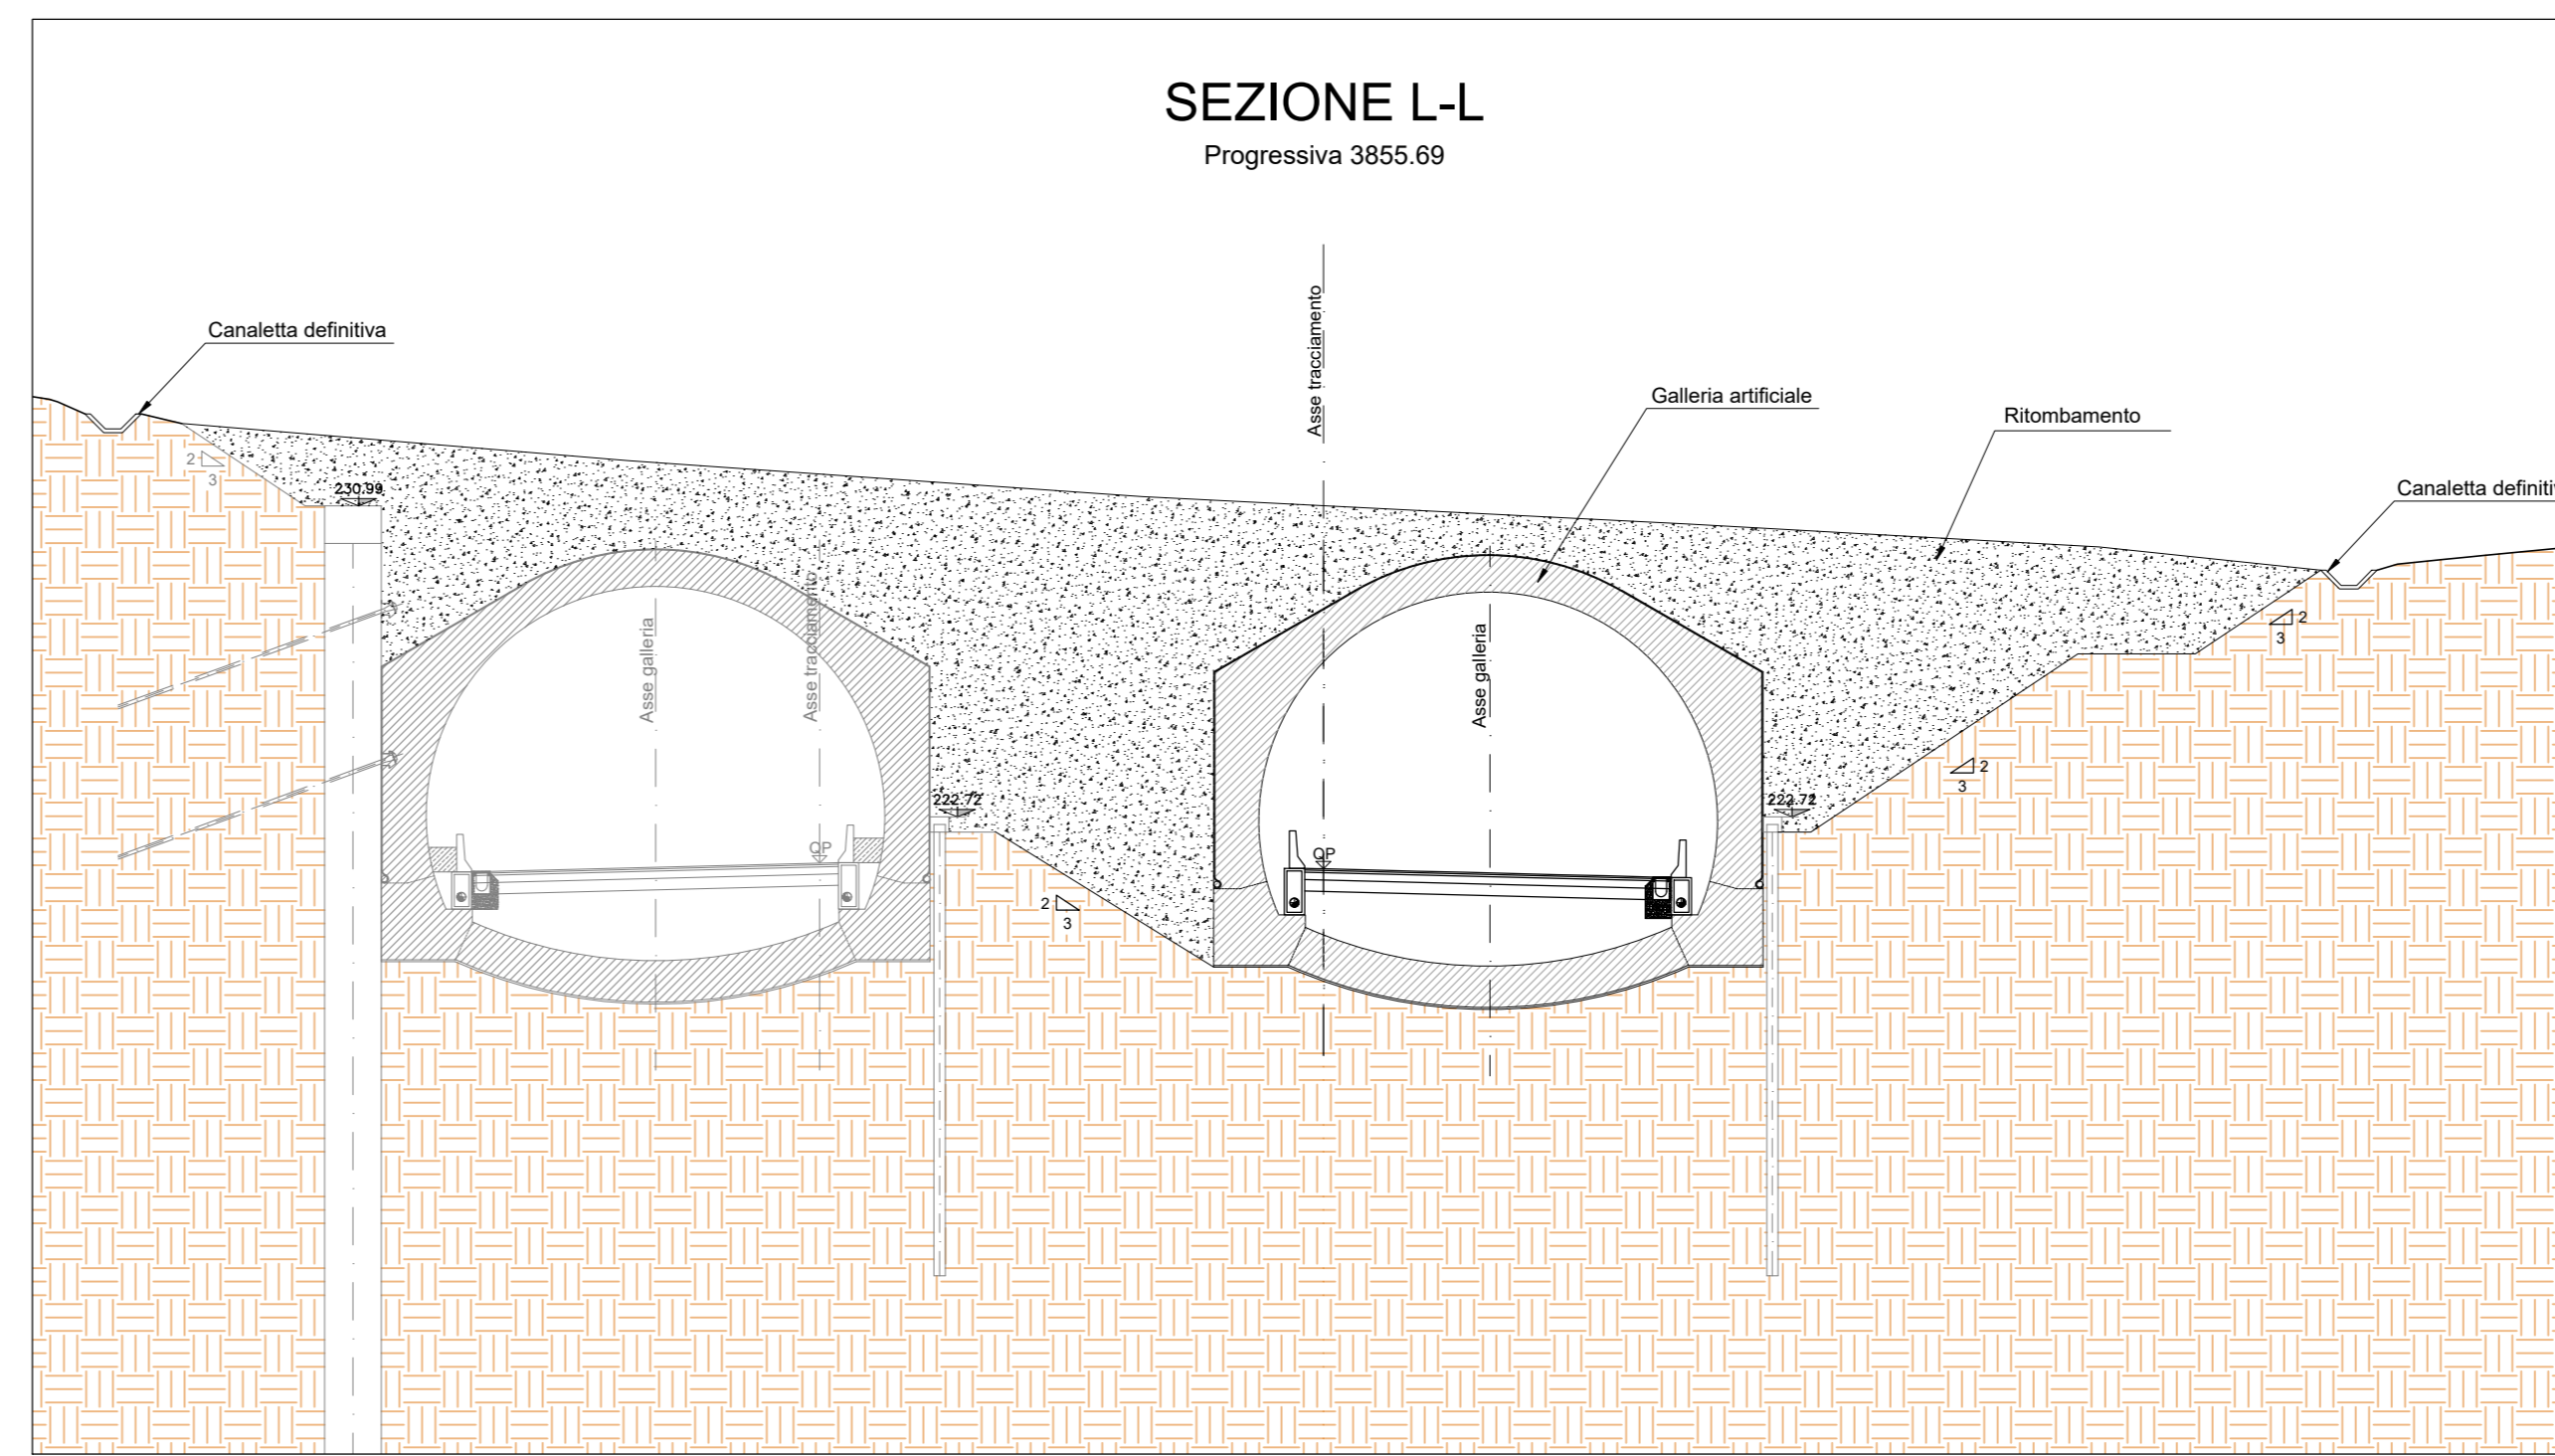 SEZIONE L-L
Progressiva 3855.69
Asse tracciamento
Canaletta definitiva
Galleria artificiale
Ritombamento
Canaletta definiti
2
3
230.99
Asse galleria
Asse tracciamento
Asse galleria
2
3
2
3
222.72
222.72
QP
QP
2
3